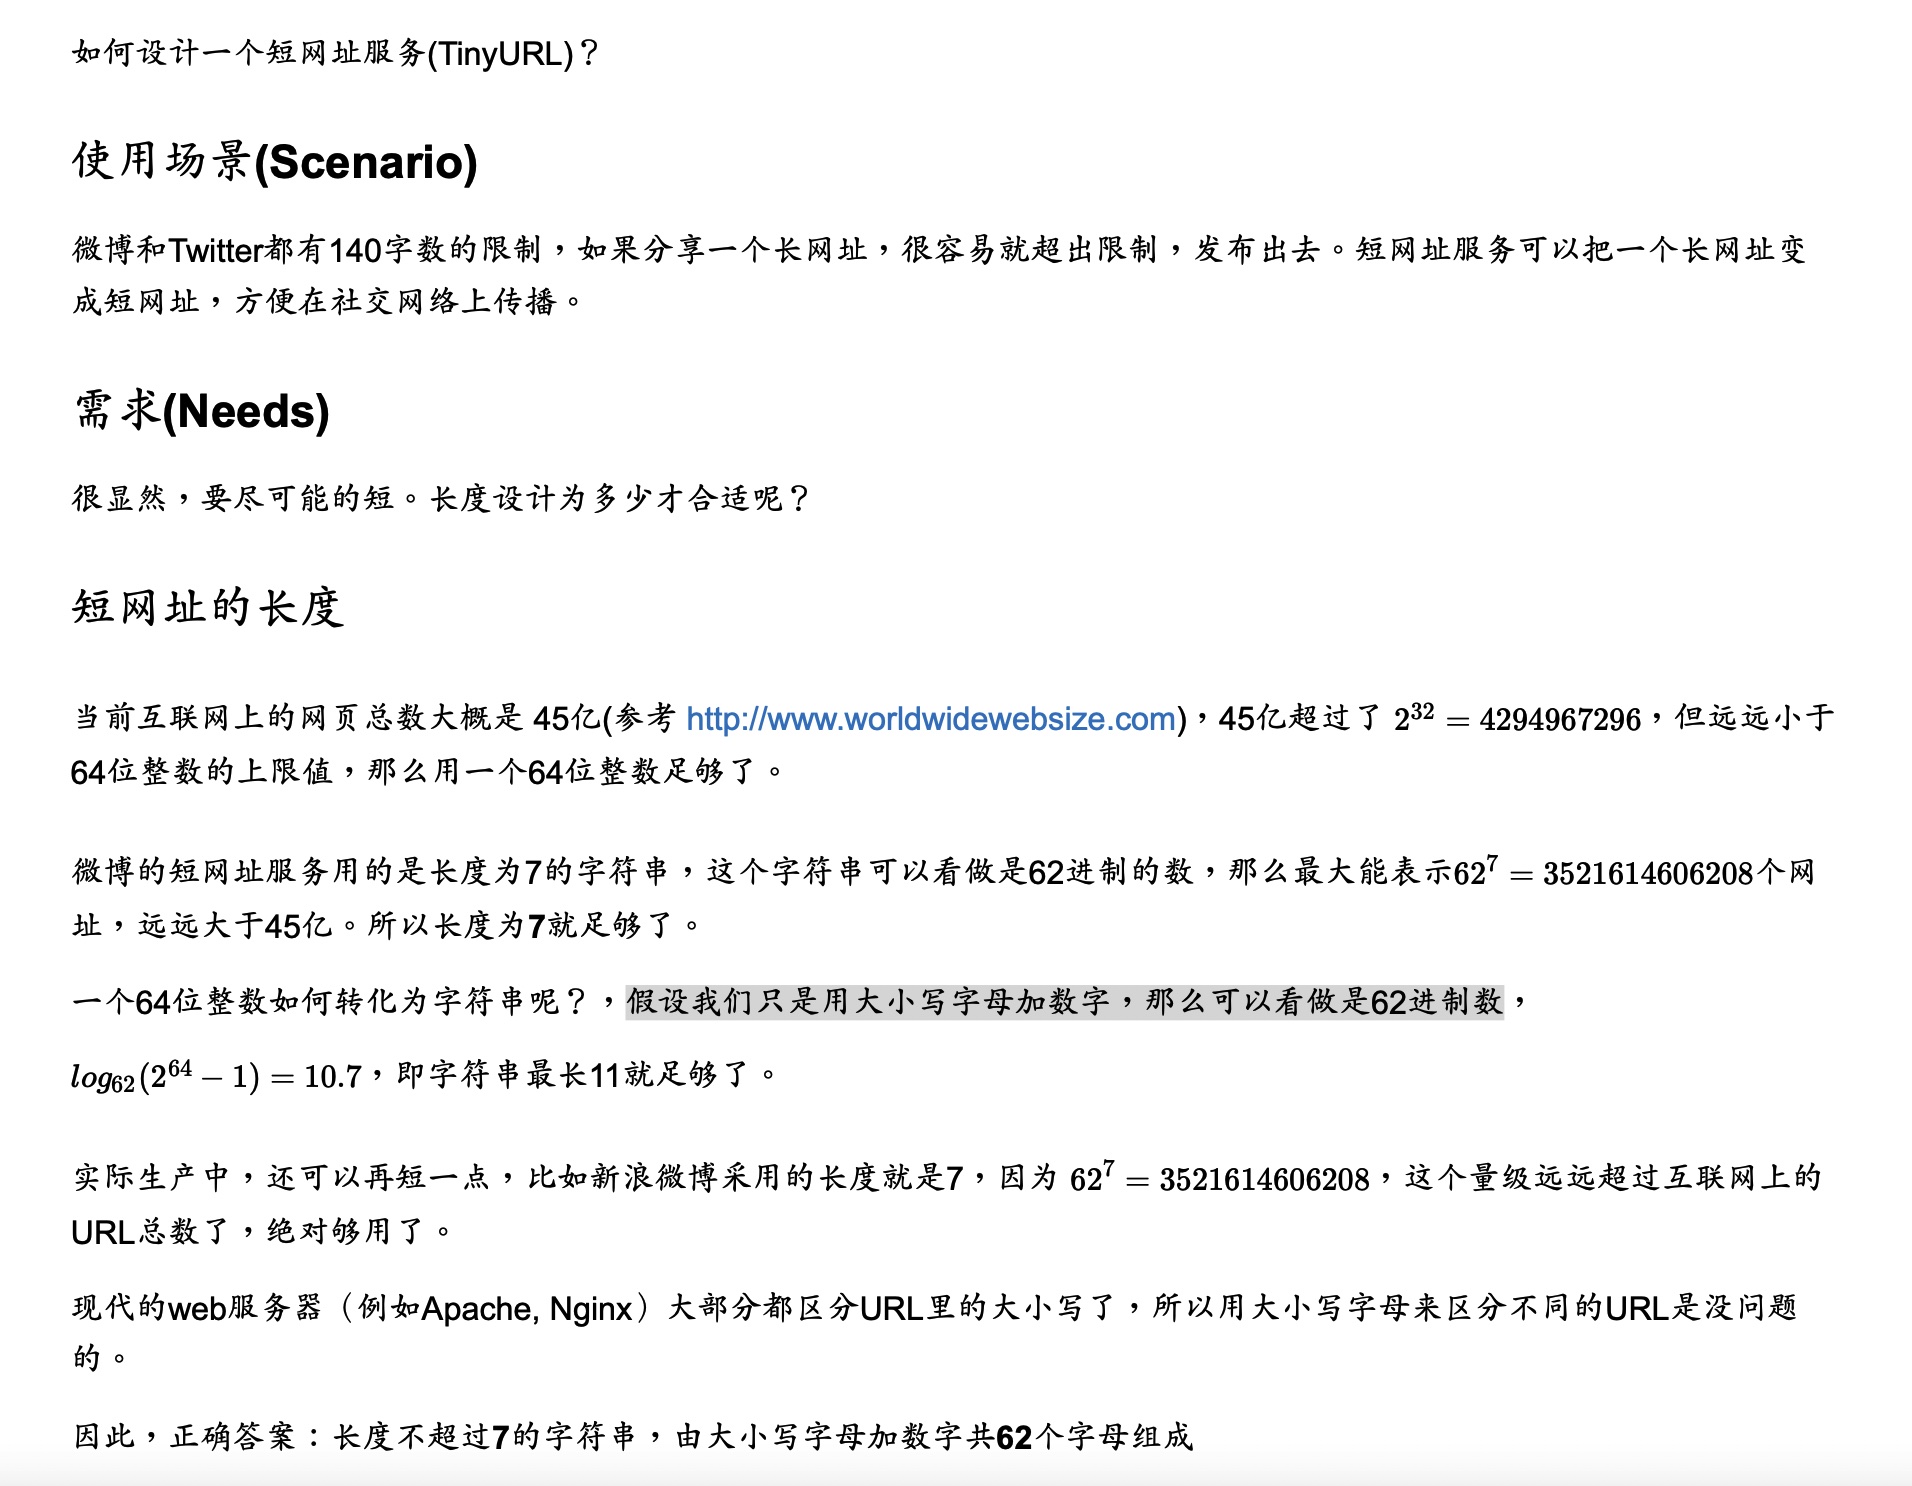 如何设计一个短网址服务(TinyURL)？
使用场景(Scenario)
微博和Twitter都有140字数的限制，如果分享一个长网址，很容易就超出限制，发布出去。短网址服务可以把一个长网址变
成短网址，方便在社交网络上传播。
需求(Needs)
很显然，要尽可能的短。长度设计为多少才合适呢？
短网址的长度
当前互联网上的网页总数大概是 45亿(参考 http://www.worldwidewebsize.com)，45亿超过了 2^32 = 4294967296，但远远小于
64位整数的上限值，那么用一个64位整数足够了。
微博的短网址服务用的是长度为7的字符串，这个字符串可以看做是62进制的数，那么最大能表示62^7 = 3521614606208个网
址，远远大于45亿。所以长度为7就足够了。
一个64位整数如何转化为字符串呢？，假设我们只是用大小写字母加数字，那么可以看做是62进制数，
log_62(2^64 − 1) = 10.7，即字符串最长11就足够了。
实际生产中，还可以再短一点，比如新浪微博采用的长度就是7，因为 62^7 = 3521614606208，这个量级远远超过互联网上的
URL总数了，绝对够用了。
现代的web服务器（例如Apache, Nginx）大部分都区分URL里的大小写了，所以用大小写字母来区分不同的URL是没问题
的。
因此，正确答案：长度不超过7的字符串，由大小写字母加数字共62个字母组成